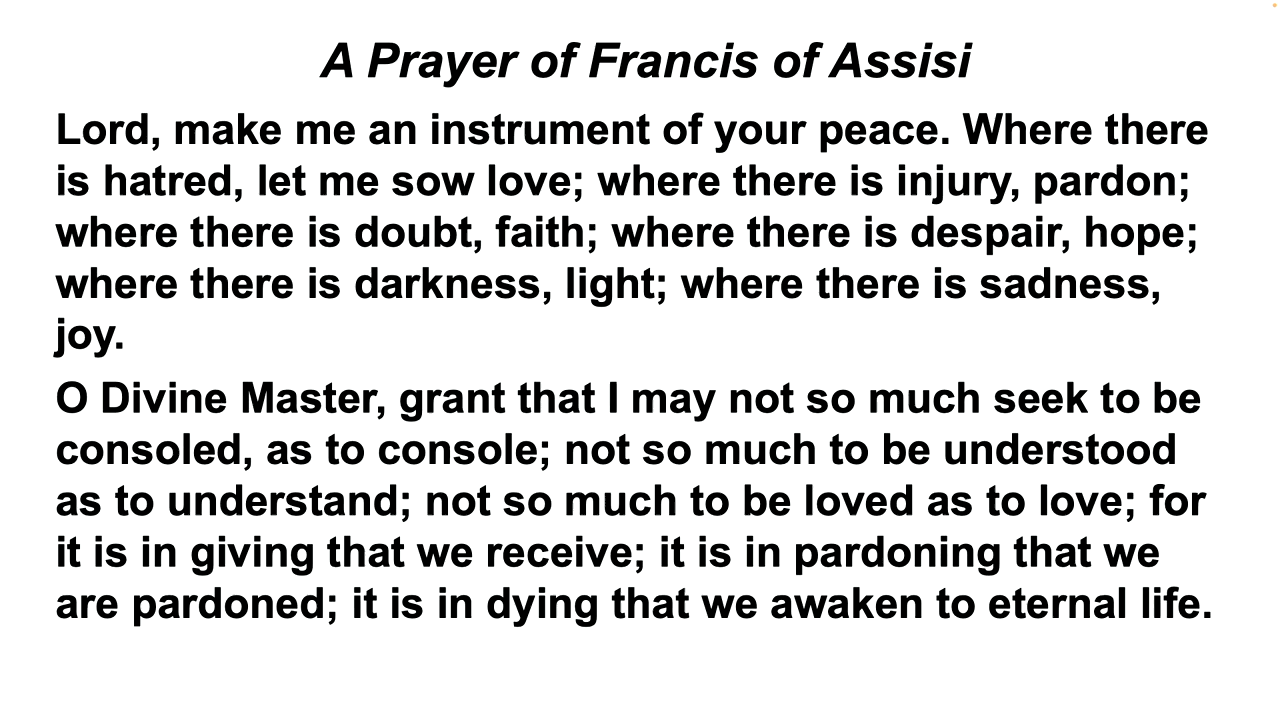 A Prayer of Francis of Assisi
Lord, make me an instrument of your peace. Where there
is hatred, let me sow love; where there is injury, pardon;
where there is doubt, faith; where there is despair, hope;
where there is darkness, light; where there is sadness,
joy.
O Divine Master, grant that I may not so much seek to be
consoled, as to console; not so much to be understood
as to understand; not so much to be loved as to love; for
it is in giving that we receive; it is in pardoning that we
are pardoned; it is in dying that we awaken to eternal life.